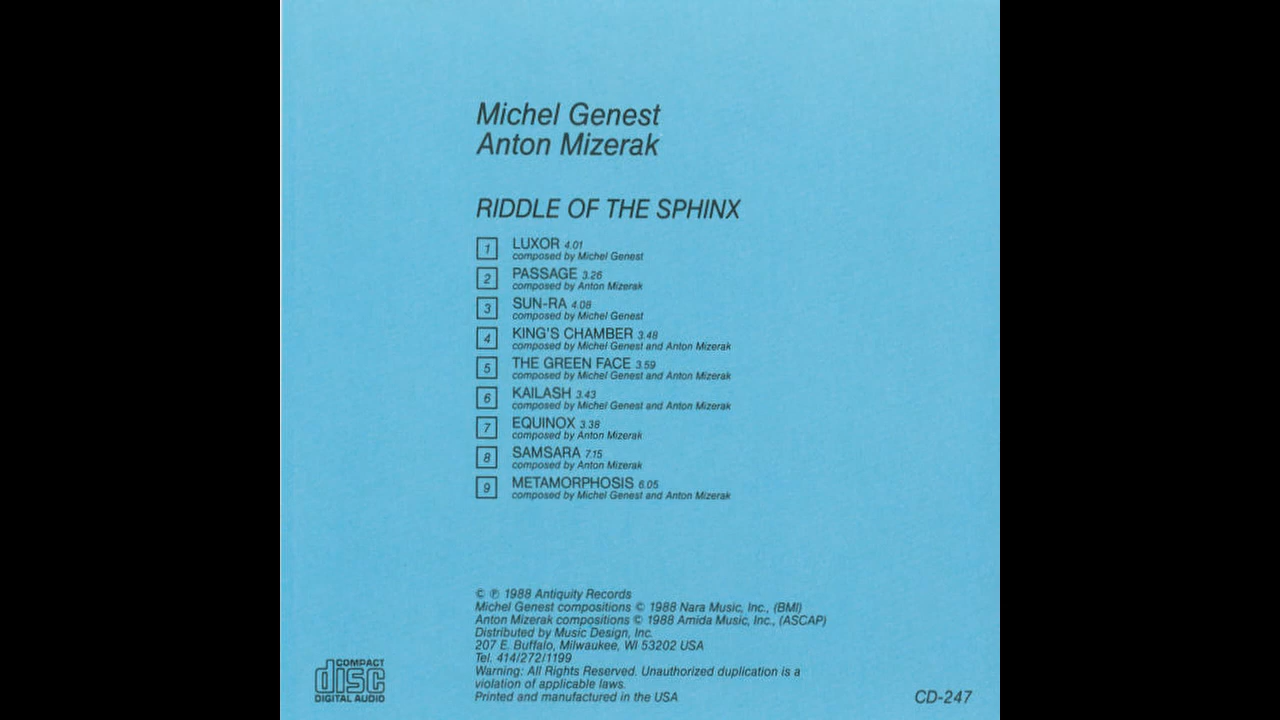 Michel Genest
Anton Mizerak
RIDDLE OF THE SPHINX
1 LUXOR 4.01
composed by Michel Genest
2 PASSAGE 3.26
composed by Anton Mizerak
3 SUN-RA 4.08
composed by Michel Genest
4 KING'S CHAMBER 3.48
composed by Michel Genest and Anton Mizerak
5 THE GREEN FACE 3.59
composed by Michel Genest and Anton Mizerak
6 KAILASH 3.43
composed by Michel Genest and Anton Mizerak
7 EQUINOX 3.38
composed by Anton Mizerak
8 SAMSARA 7.15
composed by Anton Mizerak
9 METAMORPHOSIS 6.05
composed by Michel Genest and Anton Mizerak
© ℗ 1988 Antiquity Records
Michel Genest compositions © 1988 Nara Music, Inc., (BMI)
Anton Mizerak compositions © 1988 Amida Music, Inc., (ASCAP)
Distributed by Music Design, Inc.
207 E. Buffalo, Milwaukee, WI 53202 USA
Tel. 414/272/1199
Warning: All Rights Reserved. Unauthorized duplication is a
violation of applicable laws.
Printed and manufactured in the USA
COMPACT
disc
DIGITAL AUDIO
CD-247